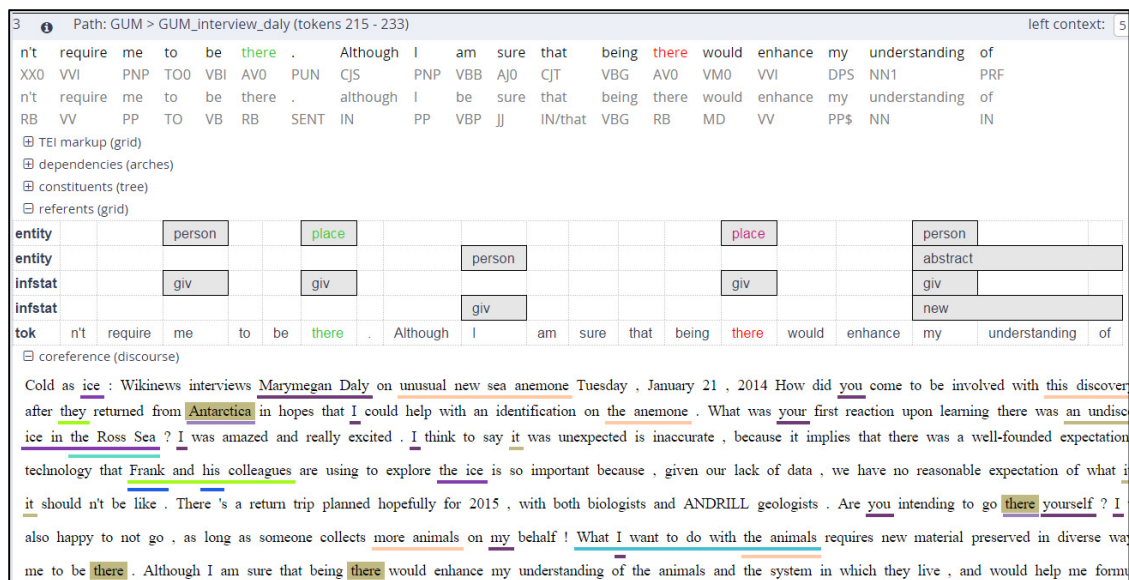 3 Path: GUM > GUM_interview_daly (tokens 215 - 233) left context: 5
n't require me to be there . Although I am sure that being there would enhance my understanding of
XX0 VVI PNP TO0 VBI AV0 PUN CJS PNP VBB AJ0 CJT VBG AV0 VM0 VVI DPS NN1 PRF
n't require me to be there . although I be sure that being there would enhance my understanding of
RB VV PP TO VB RB SENT IN PP VBP JJ IN/that VBG RB MD VV PP$ NN IN
TEI markup (grid)
dependencies (arches)
constituents (tree)
referents (grid)
entity person place place person
entity person abstract
infstat giv giv giv giv
infstat giv new
tok n't require me to be there . Although I am sure that being there would enhance my understanding of
coreference (discourse)
Cold as ice : Wikinews interviews Marymegan Daly on unusual new sea anemone Tuesday , January 21 , 2014 How did you come to be involved with this discovery
after they returned from Antarctica in hopes that I could help with an identification on the anemone . What was your first reaction upon learning there was an undisc
ice in the Ross Sea ? I was amazed and really excited . I think to say it was unexpected is inaccurate , because it implies that there was a well-founded expectation
technology that Frank and his colleagues are using to explore the ice is so important because , given our lack of data , we have no reasonable expectation of what it
it should n't be like . There 's a return trip planned hopefully for 2015 , with both biologists and ANDRILL geologists . Are you intending to go there yourself ? I
also happy to not go , as long as someone collects more animals on my behalf ! What I want to do with the animals requires new material preserved in diverse way
me to be there . Although I am sure that being there would enhance my understanding of the animals and the system in which they live , and would help me formu